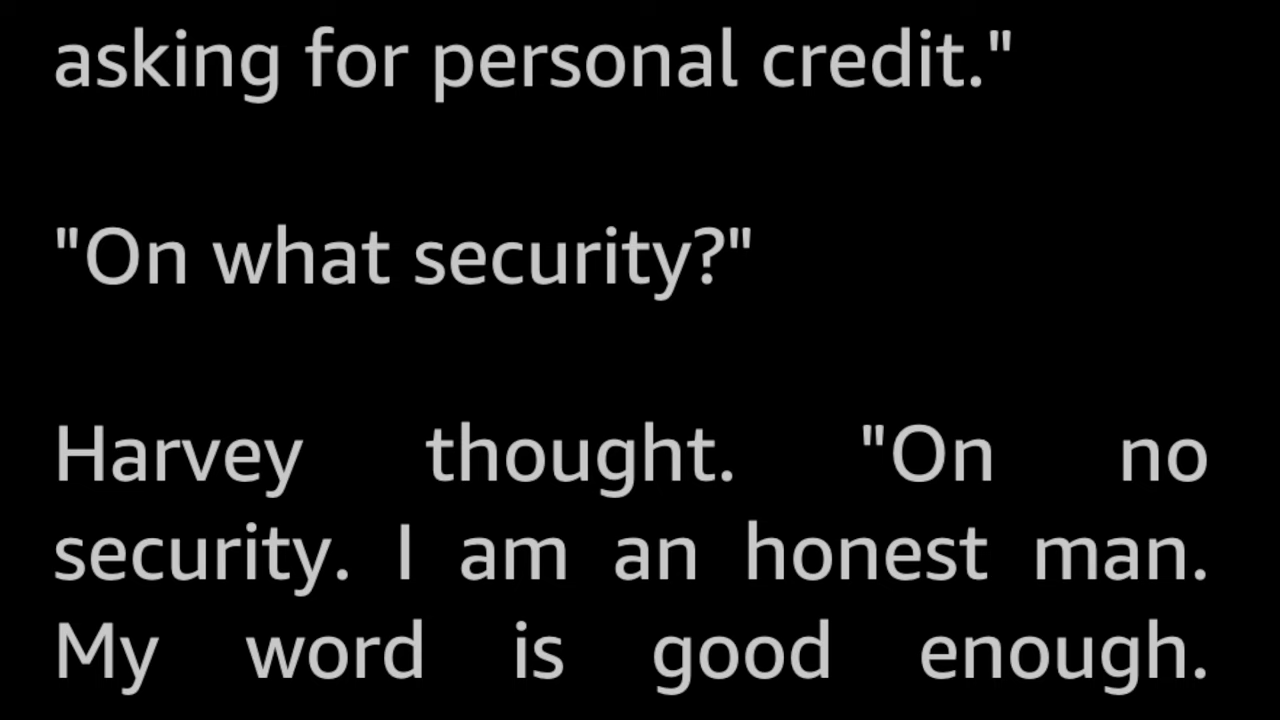 asking for personal credit."
"On what security?"
Harvey thought. "On no
security. I am an honest man.
My word is good enough.